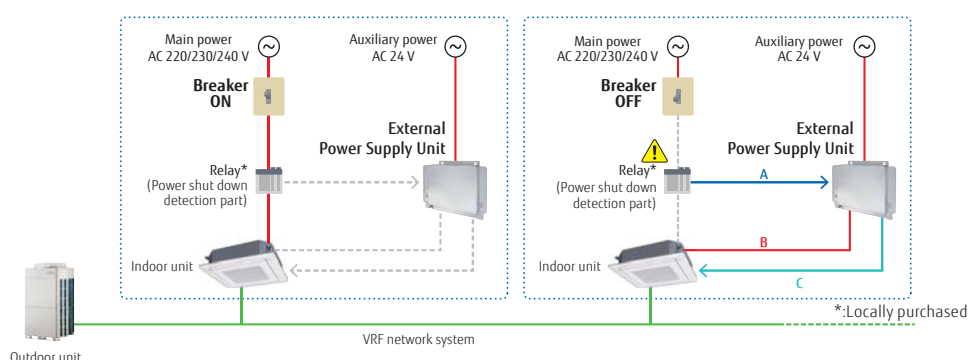 Main power
AC 220/230/240 V
Auxiliary power
AC 24 V
Breaker
ON
External
Power Supply Unit
Relay*
(Power shut down
detection part)
Indoor unit
Main power
AC 220/230/240 V
Auxiliary power
AC 24 V
Breaker
OFF
External
Power Supply Unit
Relay*
(Power shut down
detection part)
A
B
Indoor unit
C
*:Locally purchased
VRF network system
Outdoor unit